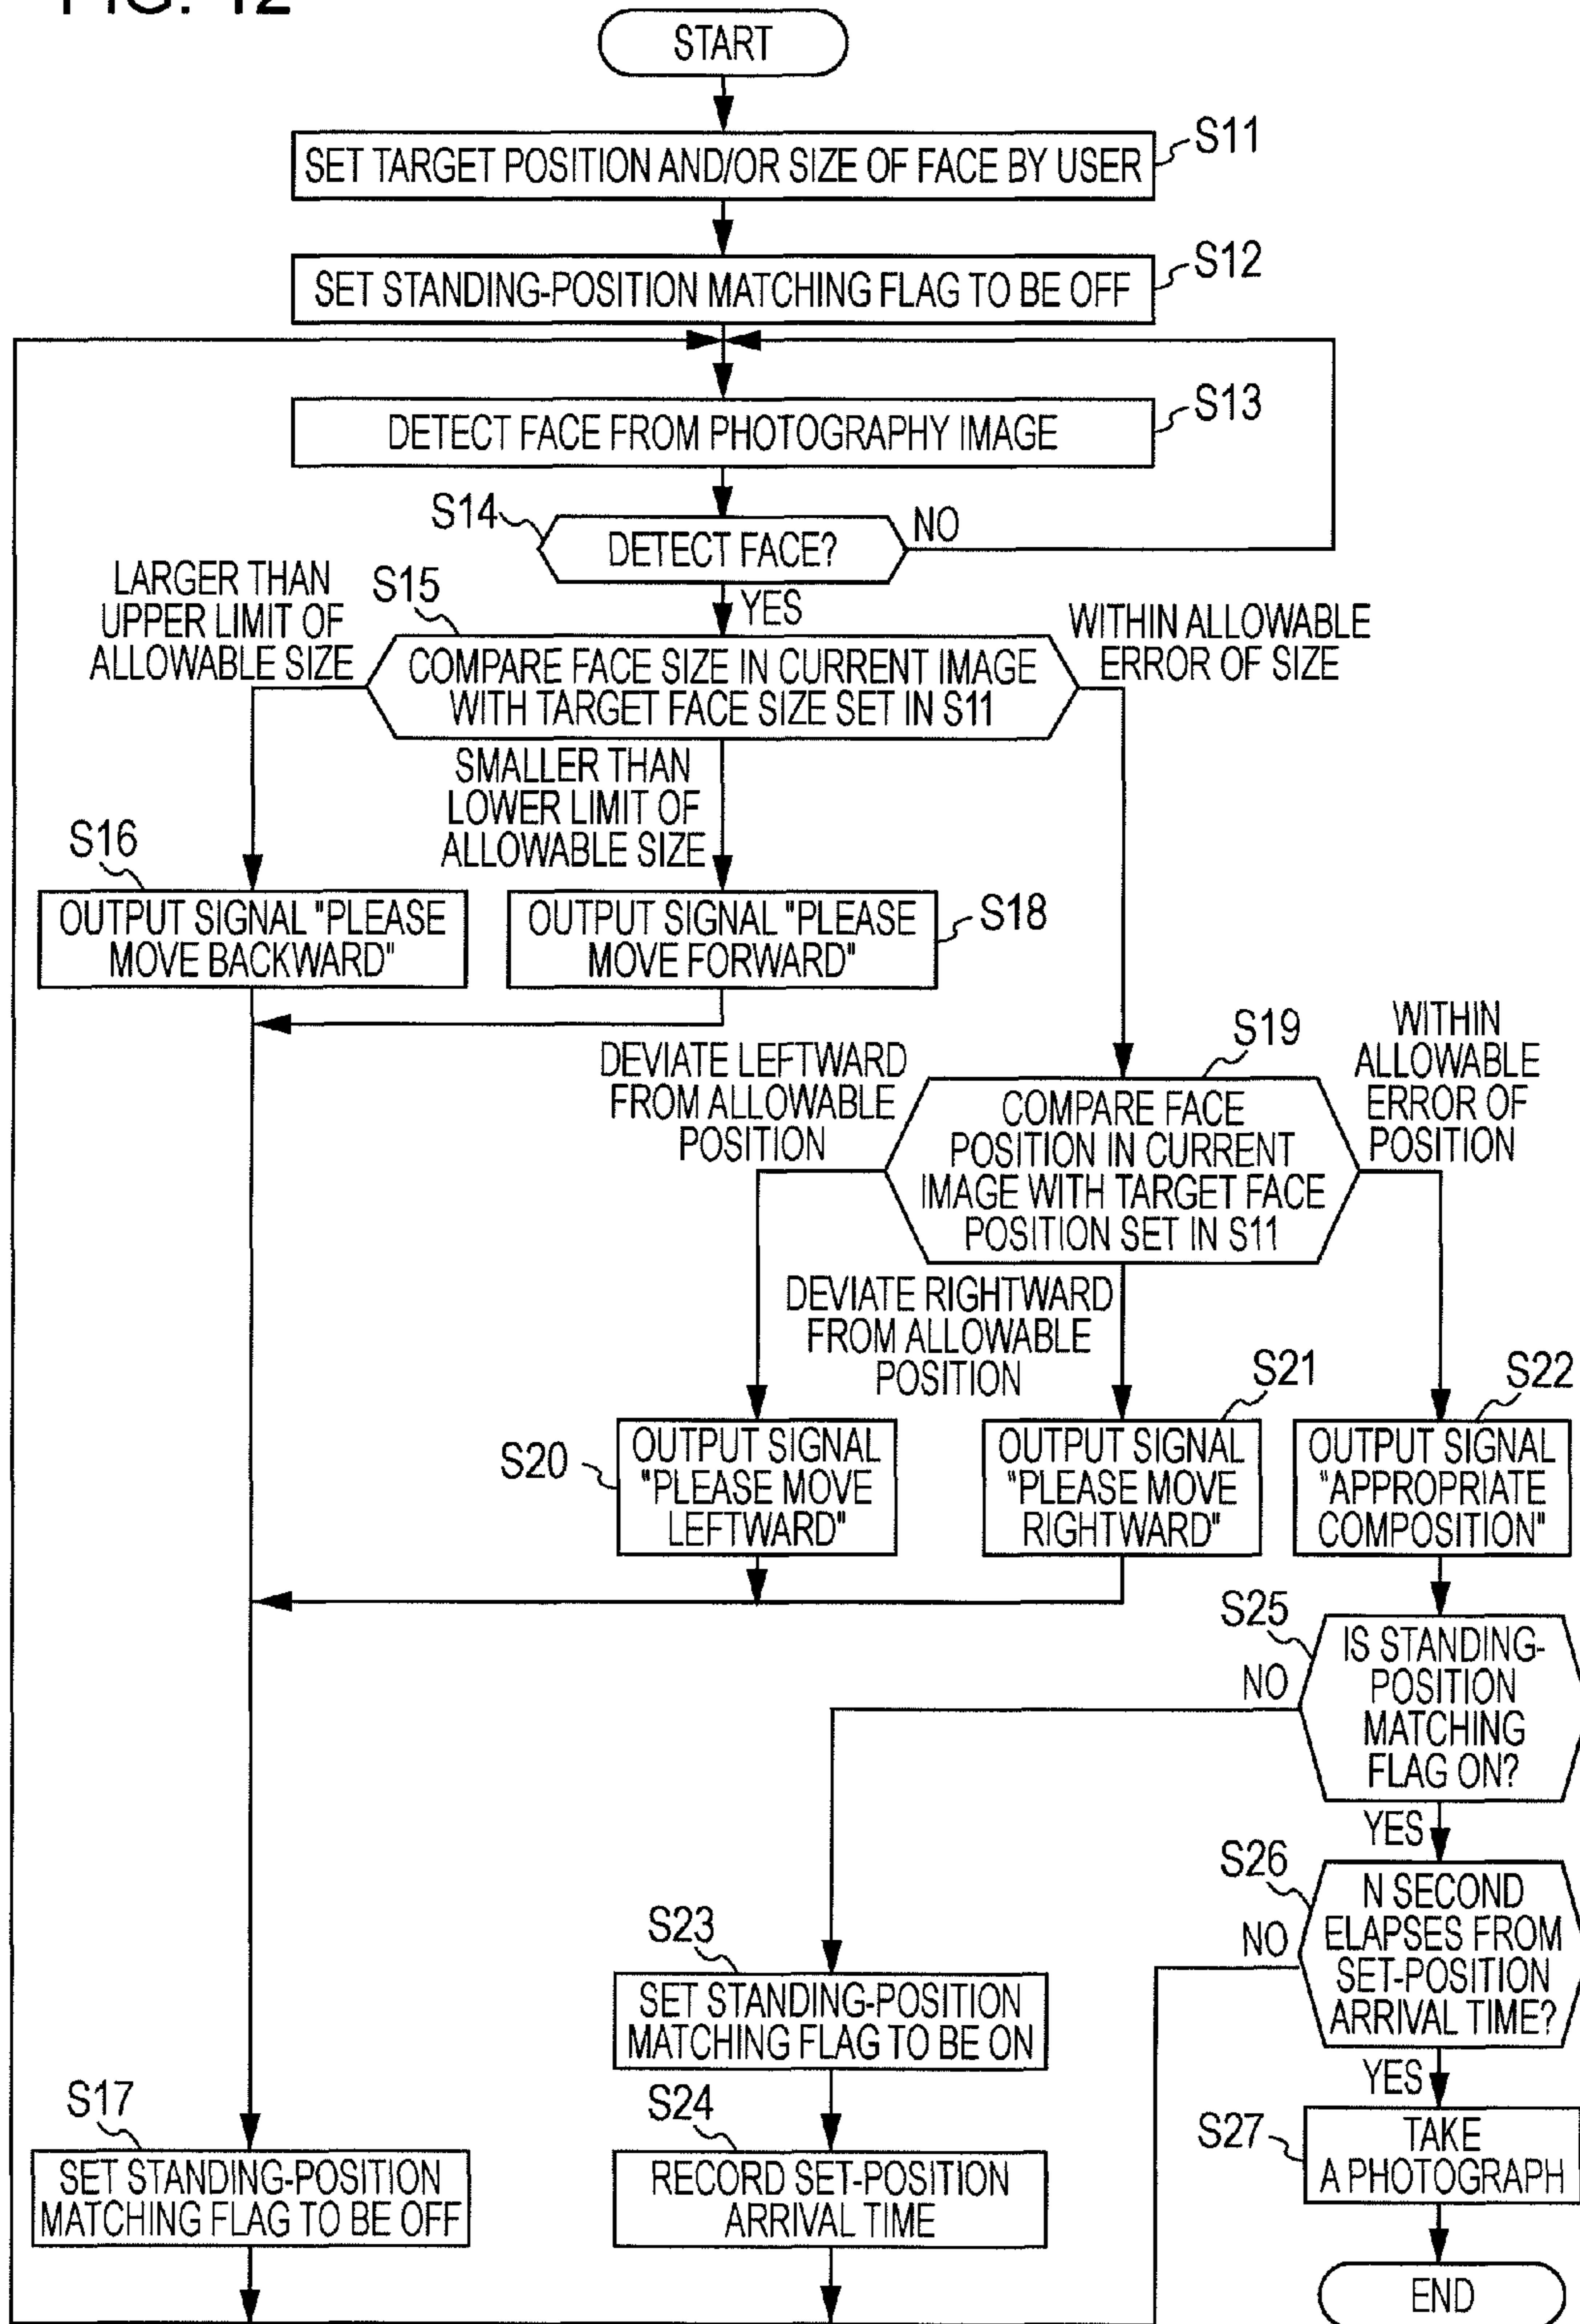 FIG. 12
START
SET TARGET POSITION AND/OR SIZE OF FACE BY USER
S11
SET STANDING-POSITION MATCHING FLAG TO BE OFF
S12
DETECT FACE FROM PHOTOGRAPHY IMAGE
S13
S14
DETECT FACE?
NO
YES
LARGER THAN
UPPER LIMIT OF
ALLOWABLE SIZE
S15
COMPARE FACE SIZE IN CURRENT IMAGE
WITH TARGET FACE SIZE SET IN S11
WITHIN ALLOWABLE
ERROR OF SIZE
SMALLER THAN
LOWER LIMIT OF
ALLOWABLE SIZE
S16
OUTPUT SIGNAL "PLEASE
MOVE BACKWARD"
OUTPUT SIGNAL "PLEASE
MOVE FORWARD"
S18
DEVIATE LEFTWARD
FROM ALLOWABLE
POSITION
S19
COMPARE FACE
POSITION IN CURRENT
IMAGE WITH TARGET FACE
POSITION SET IN S11
WITHIN
ALLOWABLE
ERROR OF
POSITION
DEVIATE RIGHTWARD
FROM ALLOWABLE
POSITION
S20
OUTPUT SIGNAL
"PLEASE MOVE
LEFTWARD"
S21
OUTPUT SIGNAL
"PLEASE MOVE
RIGHTWARD"
S22
OUTPUT SIGNAL
"APPROPRIATE
COMPOSITION"
S25
IS STANDING-
POSITION
MATCHING
FLAG ON?
NO
YES
S26
N SECOND
ELAPSES FROM
SET-POSITION
ARRIVAL TIME?
NO
YES
S23
SET STANDING-POSITION
MATCHING FLAG TO BE ON
S24
RECORD SET-POSITION
ARRIVAL TIME
S17
SET STANDING-POSITION
MATCHING FLAG TO BE OFF
S27
TAKE
A PHOTOGRAPH
END